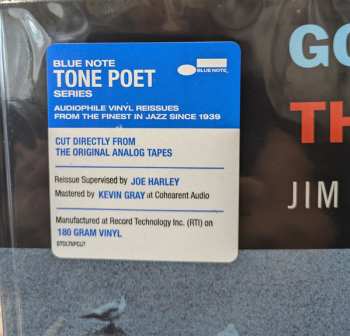 BLUE NOTE
TONE POET
SERIES
BLUE NOTE
AUDIOPHILE VINYL REISSUES
FROM THE FINEST IN JAZZ SINCE 1939
CUT DIRECTLY FROM
THE ORIGINAL ANALOG TAPES
Reissue Supervised by JOE HARLEY
Mastered by KEVIN GRAY at Cohearent Audio
Manufactured at Record Technology Inc. (RTI) on
180 GRAM VINYL
GO
TH
JIM